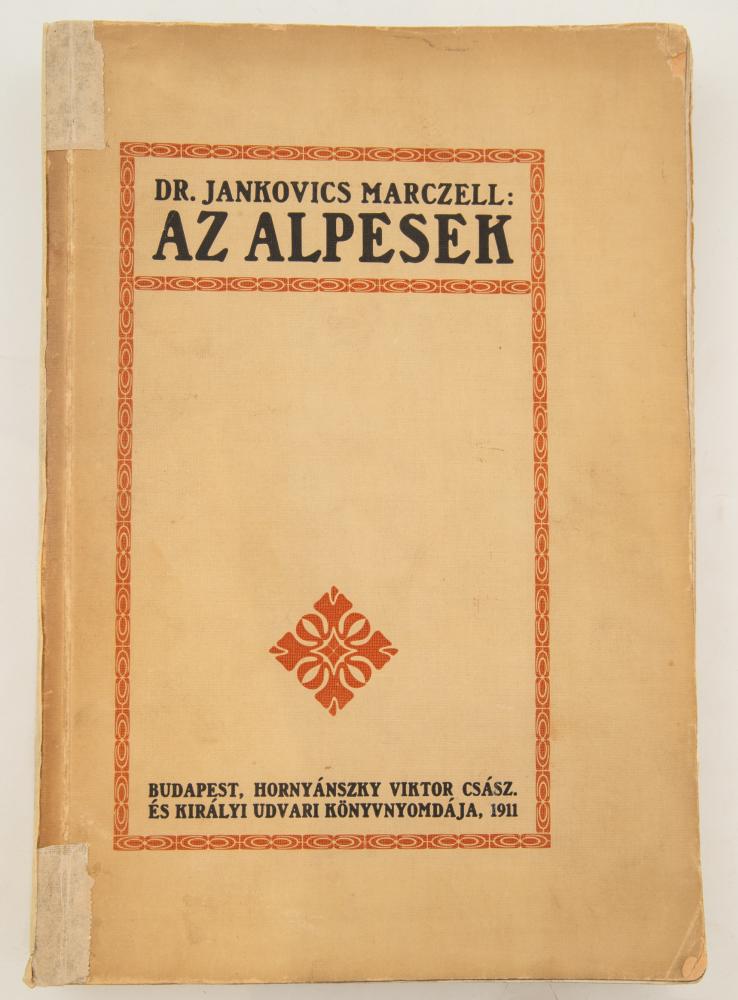 DR. JANKOVICS MARCZELL:
AZ ALPESEK
BUDAPEST, HORNYÁNSZKY VIKTOR CSÁSZ.
ÉS KIRÁLYI UDVARI KÖNYVNYOMDÁJA, 1911